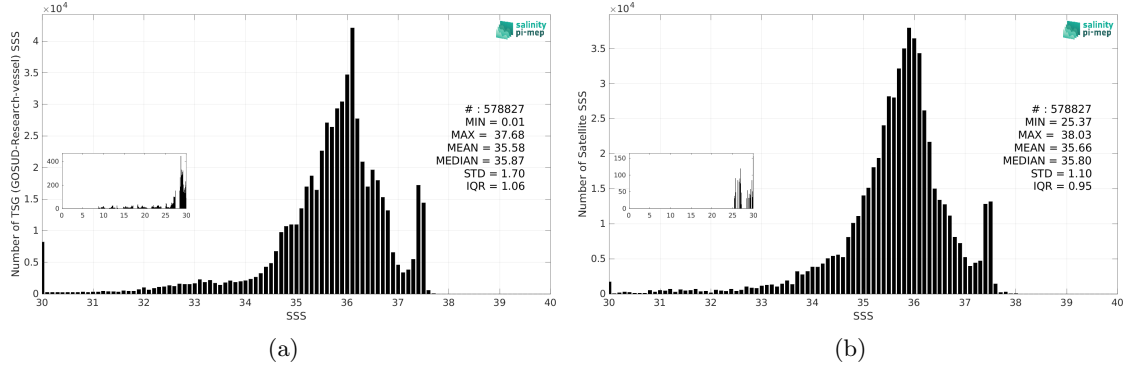 ×10⁴
4
3.5
3
2.5
2
1.5
1
0.5
0
Number of TSG (GOSUD-Research-vessel) SSS
salinity
pi-mep
# : 578827
MIN = 0.01
MAX = 37.68
MEAN = 35.58
MEDIAN = 35.87
STD = 1.70
IQR = 1.06
400
200
0
0 5 10 15 20 25 30
30 31 32 33 34 35 36 37 38 39 40
SSS
(a)
×10⁴
3.5
3
2.5
2
1.5
1
0.5
0
Number of Satellite SSS
salinity
pi-mep
# : 578827
MIN = 25.37
MAX = 38.03
MEAN = 35.66
MEDIAN = 35.80
STD = 1.10
IQR = 0.95
150
100
50
0
0 5 10 15 20 25 30
30 31 32 33 34 35 36 37 38 39 40
SSS
(b)